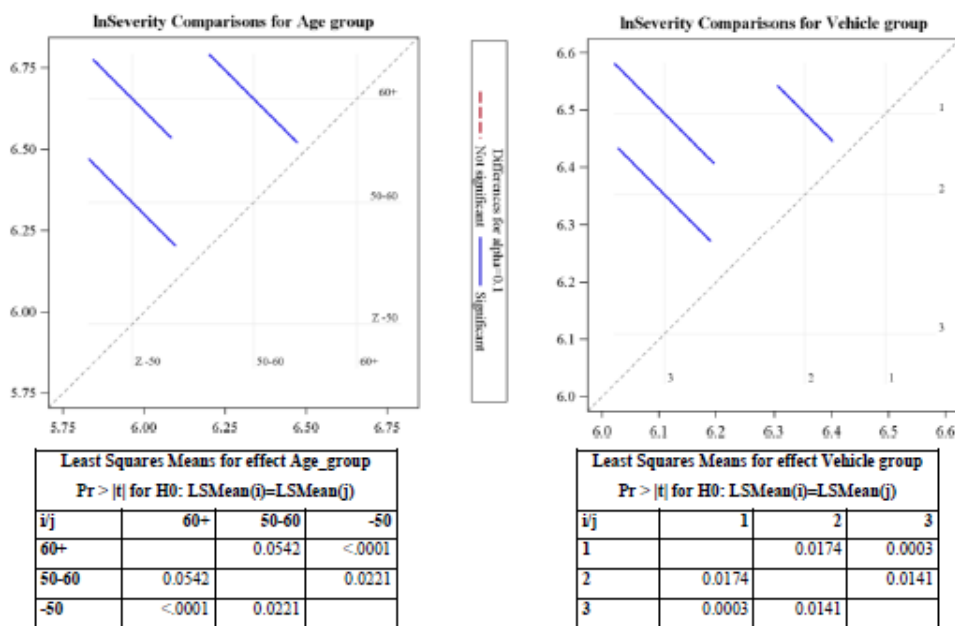 lnSeverity Comparisons for Age group
6.75
6.50
6.25
6.00
5.75
60+
50-60
Z -50
Z -50
50-60
60+
5.75
6.00
6.25
6.50
6.75
Differences for alpha=0.1
Not significant
Significant
lnSeverity Comparisons for Vehicle group
6.6
6.5
6.4
6.3
6.2
6.1
6.0
1
2
3
3
2
1
6.0
6.1
6.2
6.3
6.4
6.5
6.6
Least Squares Means for effect Age_group
Pr > |t| for H0: LSMean(i)=LSMean(j)
i/j 60+ 50-60 -50
60+ 0.0542 <.0001
50-60 0.0542 0.0221
-50 <.0001 0.0221
Least Squares Means for effect Vehicle group
Pr > |t| for H0: LSMean(i)=LSMean(j)
i/j 1 2 3
1 0.0174 0.0003
2 0.0174 0.0141
3 0.0003 0.0141